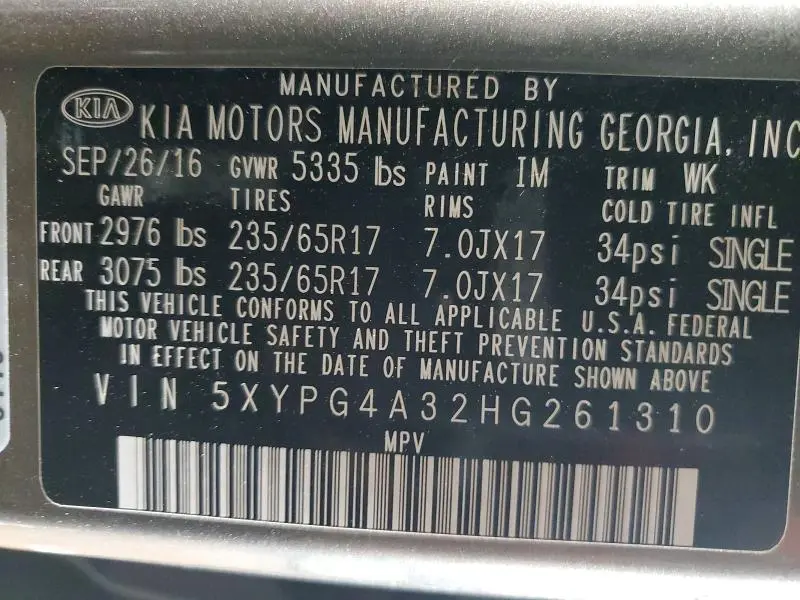 MANUFACTURED BY
KIA KIA MOTORS MANUFACTURING GEORGIA, INC
SEP/26/16 GVWR 5335 lbs PAINT IM TRIM WK
GAWR TIRES RIMS COLD TIRE INFL
FRONT 2976 lbs 235/65R17 7.0JX17 34psi SINGLE
REAR 3075 lbs 235/65R17 7.0JX17 34psi SINGLE
THIS VEHICLE CONFORMS TO ALL APPLICABLE U.S.A. FEDERAL
MOTOR VEHICLE SAFETY AND THEFT PREVENTION STANDARDS
IN EFFECT ON THE DATE OF MANUFACTURE SHOWN ABOVE
VIN 5XYPG4A32HG261310
MPV